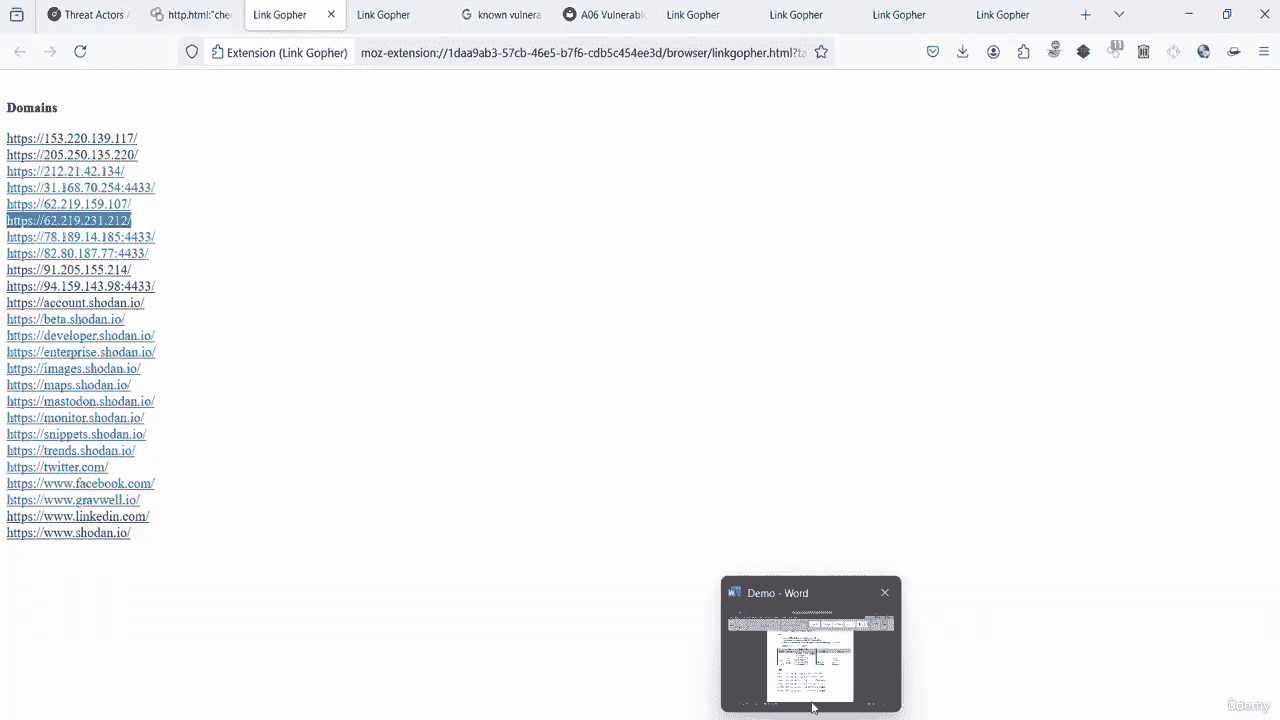 Threat Actors /
http.html:"che
Link Gopher
Link Gopher
known vulnera
A06 Vulnerabl
Link Gopher
Link Gopher
Link Gopher
Link Gopher
Extension (Link Gopher)
moz-extension://1daa9ab3-57cb-46e5-b7f6-cdb5c454ee3d/browser/linkgopher.html?ta
Domains
https://153.220.139.117/
https://205.250.135.220/
https://212.21.42.134/
https://31.168.70.254:4433/
https://62.219.159.107/
https://62.219.231.212/
https://78.189.14.185:4433/
https://82.80.187.77:4433/
https://91.205.155.214/
https://94.159.143.98:4433/
https://account.shodan.io/
https://beta.shodan.io/
https://developer.shodan.io/
https://enterprise.shodan.io/
https://images.shodan.io/
https://maps.shodan.io/
https://mastodon.shodan.io/
https://monitor.shodan.io/
https://snippets.shodan.io/
https://trends.shodan.io/
https://twitter.com/
https://www.facebook.com/
https://www.gravwell.io/
https://www.linkedin.com/
https://www.shodan.io/
Demo - Word
Udemy